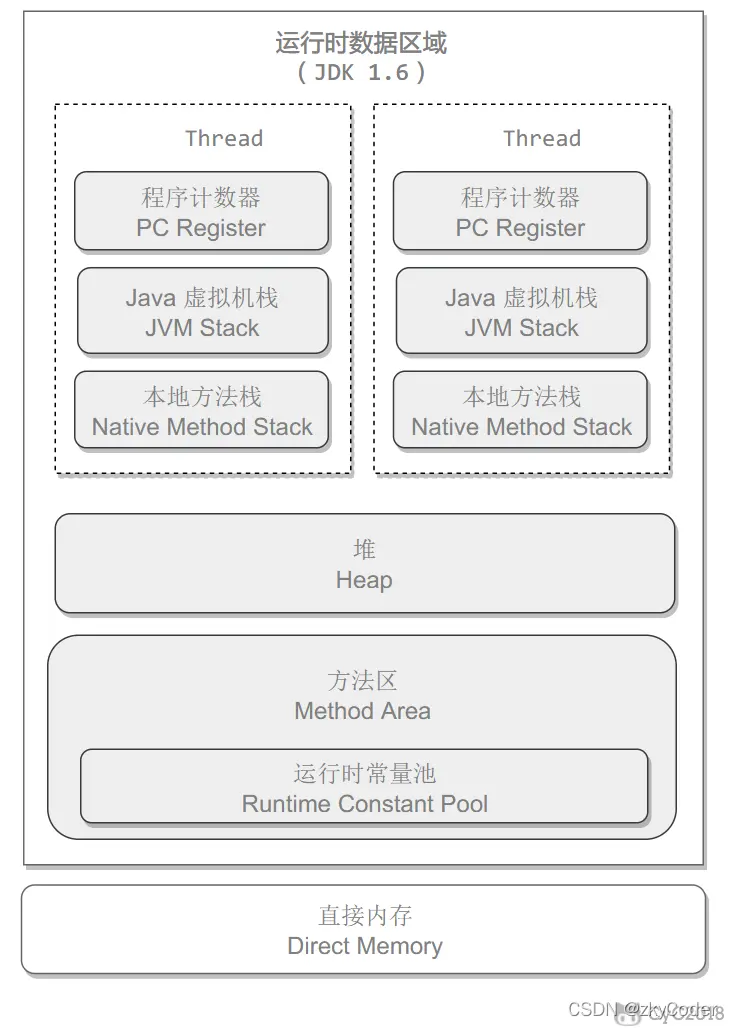 运行时数据区域
( JDK 1.6 )
Thread
程序计数器
PC Register
Java 虚拟机栈
JVM Stack
本地方法栈
Native Method Stack
Thread
程序计数器
PC Register
Java 虚拟机栈
JVM Stack
本地方法栈
Native Method Stack
堆
Heap
方法区
Method Area
运行时常量池
Runtime Constant Pool
直接内存
Direct Memory
CSDN @zkyCoder
CyC2018